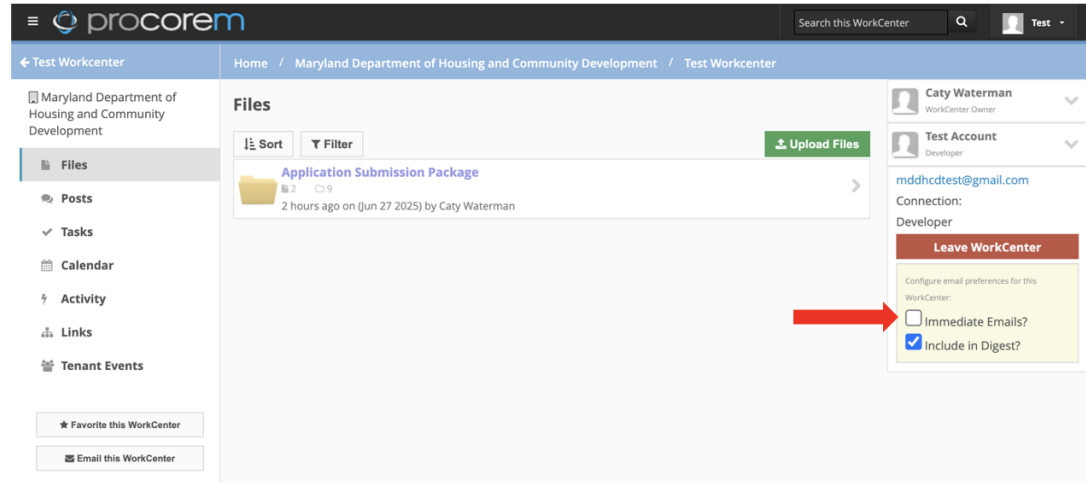 procorem
Search this WorkCenter
Test
Test Workcenter
Home / Maryland Department of Housing and Community Development / Test Workcenter
Maryland Department of
Housing and Community
Development
Files
Posts
Tasks
Calendar
Activity
Links
Tenant Events
Favorite this WorkCenter
Email this WorkCenter
Files
Sort
Filter
Upload Files
Application Submission Package
2 9
2 hours ago on (Jun 27 2025) by Caty Waterman
Caty Waterman
WorkCenter Owner
Test Account
Developer
mddhcdtest@gmail.com
Connection:
Developer
Leave WorkCenter
Configure email preferences for this
WorkCenter:
Immediate Emails?
Include in Digest?